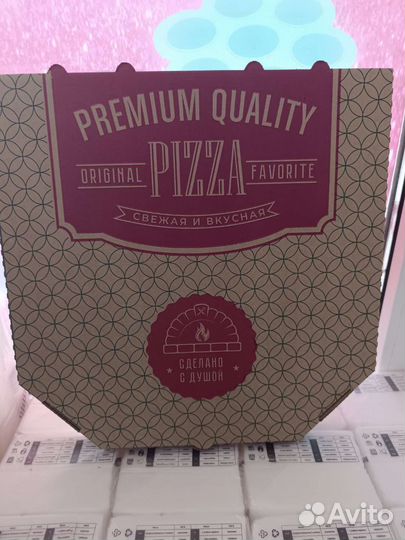 PREMIUM QUALITY
ORIGINAL PIZZA FAVORITE
СВЕЖАЯ И ВКУСНАЯ
СДЕЛАНО
С ДУШОЙ
Avito